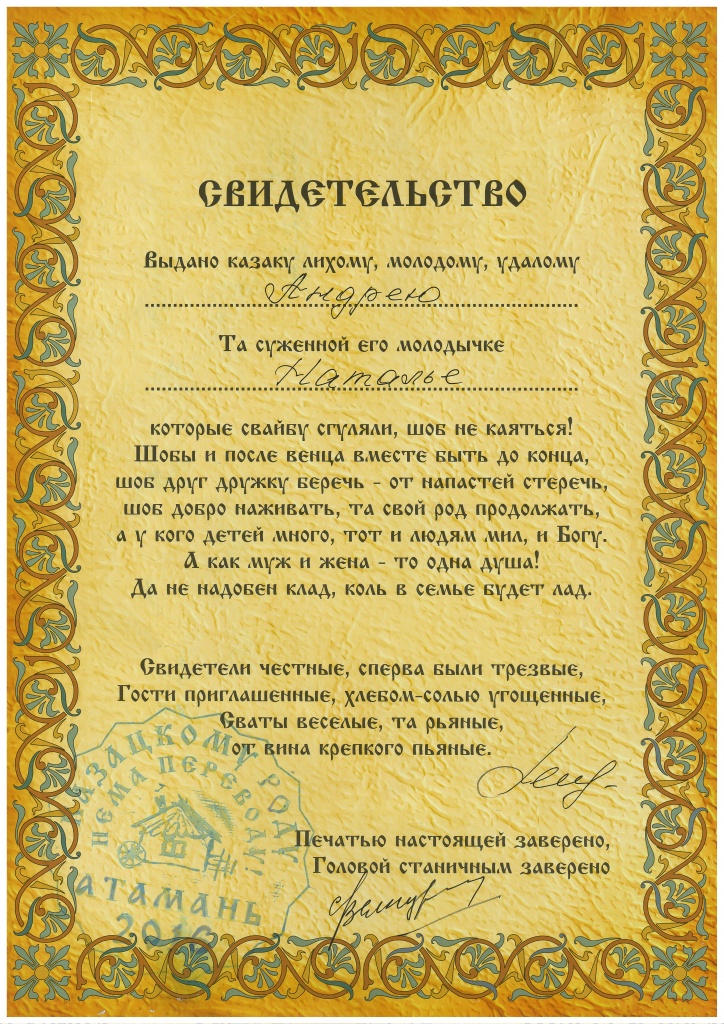 СВИДЕТЕЛЬСТВО
Выдано казаку лихому, молодому, удалому
Андрею
Та суженной его молодычке
Наталье
которые свайбу сгуляли, шоб не каяться!
Шобы и после венца вместе быть до конца,
шоб друг дружку беречь - от напастей стеречь,
шоб добро наживать, та свой род продолжать,
а у кого детей много, тот и людям мил, и Богу.
А как муж и жена - то одна душа!
Да не надобен клад, коль в семье будет лад.
Свидетели честные, сперва были трезвые,
Гости приглашенные, хлебом-солью угощенные,
Сваты веселые, та рьяные,
от вина крепкого пьяные.
КАЗАЦКОМУ РОДУ
НЕМА ПЕРЕВОДУ!
АТАМАНЬ
Печатью настоящей заверено,
Головой станичным заверено